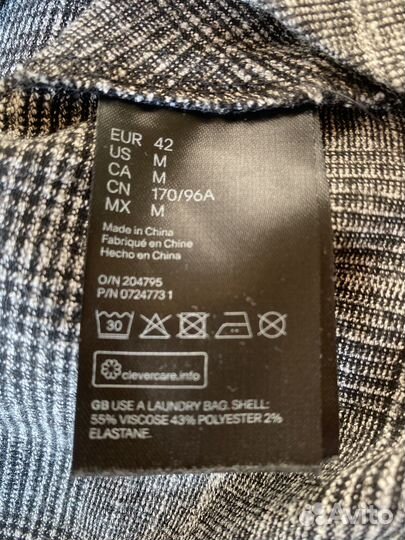 EUR 42
US M
CA M
CN 170/96A
MX M
Made in China
Fabriqué en Chine
Hecho en China
O/N 204795
P/N 07247731
30
clevercare.info
GB USE A LAUNDRY BAG. SHELL:
55% VISCOSE 43% POLYESTER 2%
ELASTANE.
Avito